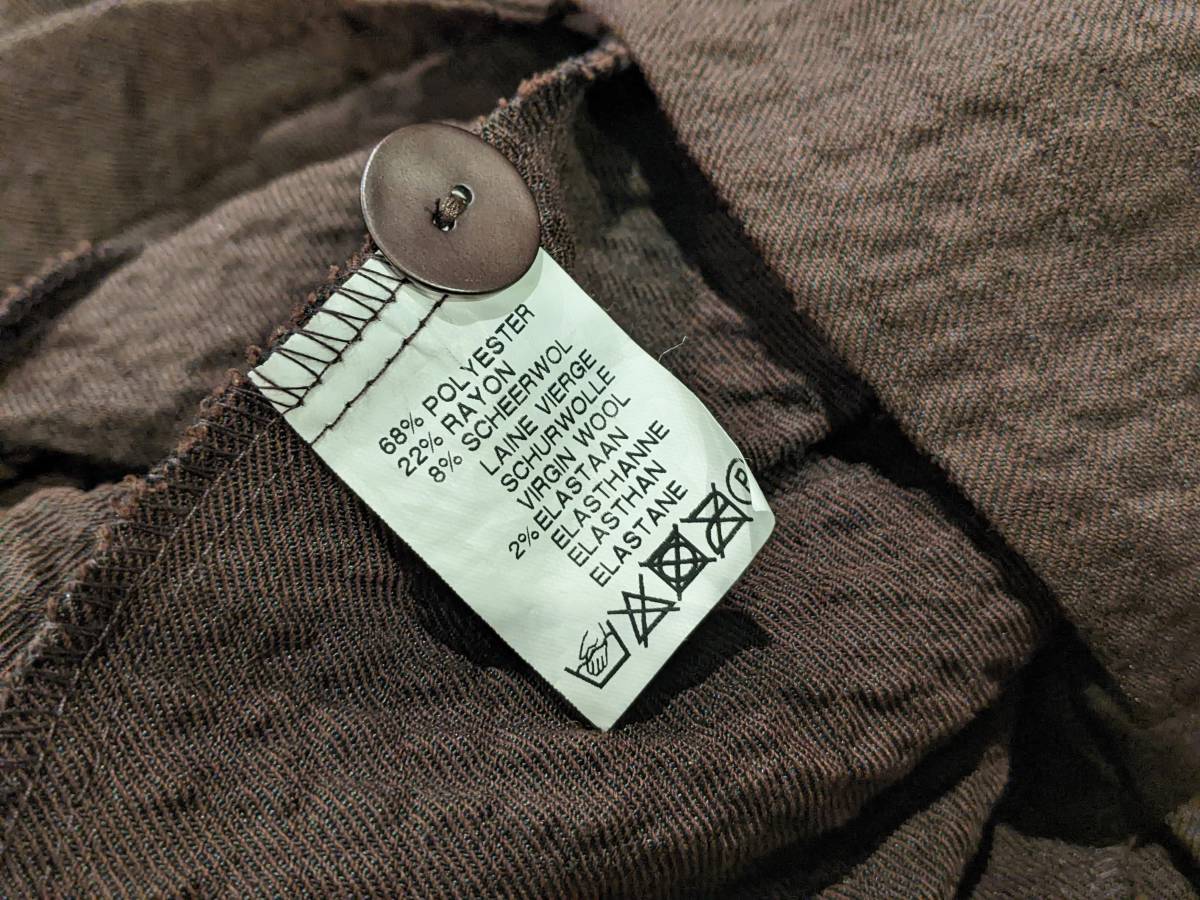 68% POLYESTER
22% RAYON
8% SCHEERWOL
LAINE VIERGE
SCHURWOLLE
VIRGIN WOOL
2% ELASTAAN
ELASTHANNE
ELASTHAN
ELASTANE
P